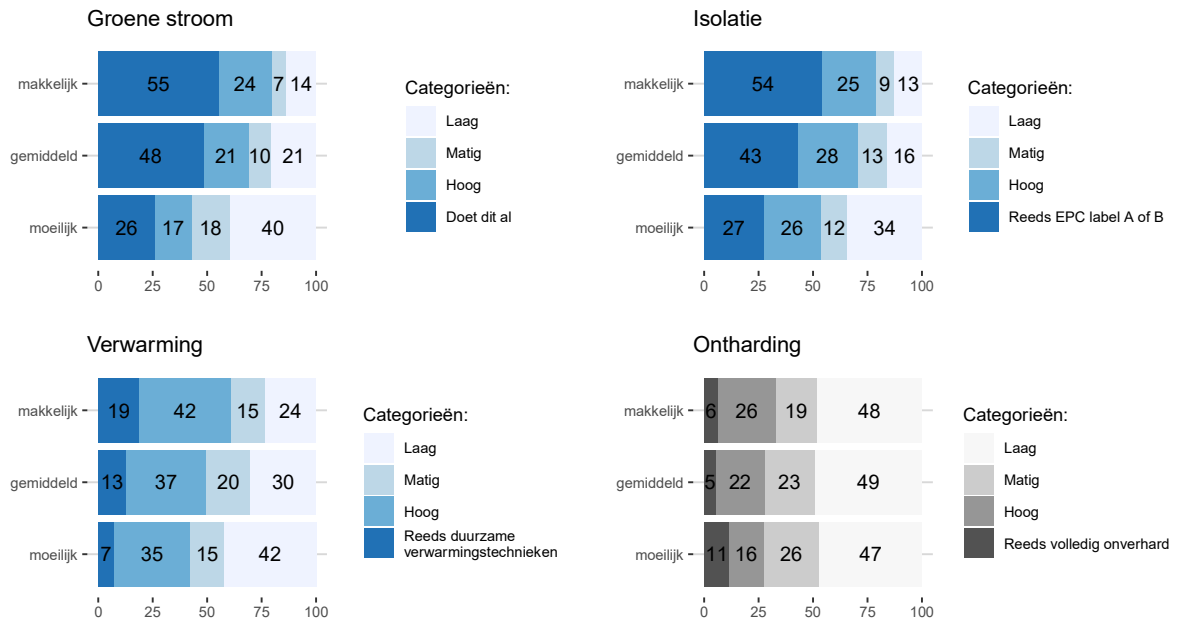 Groene stroom
makkelijk 55 24 7 14
gemiddeld 48 21 10 21
moeilijk 26 17 18 40
0 25 50 75 100
Categorieën:
Laag
Matig
Hoog
Doet dit al
Isolatie
makkelijk 54 25 9 13
gemiddeld 43 28 13 16
moeilijk 27 26 12 34
0 25 50 75 100
Categorieën:
Laag
Matig
Hoog
Reeds EPC label A of B
Verwarming
makkelijk 19 42 15 24
gemiddeld 13 37 20 30
moeilijk 7 35 15 42
0 25 50 75 100
Categorieën:
Laag
Matig
Hoog
Reeds duurzame
verwarmingstechnieken
Ontharding
makkelijk 6 26 19 48
gemiddeld 5 22 23 49
moeilijk 11 16 26 47
0 25 50 75 100
Categorieën:
Laag
Matig
Hoog
Reeds volledig onverhard